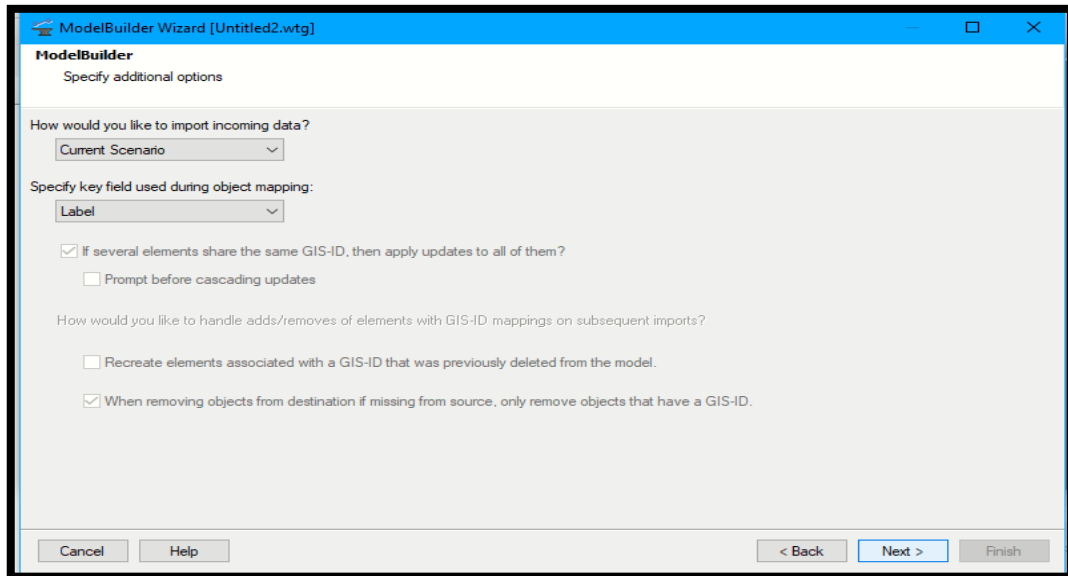 ModelBuilder Wizard [Untitled2.wtg]
ModelBuilder
Specify additional options
How would you like to import incoming data?
Current Scenario
Specify key field used during object mapping:
Label
If several elements share the same GIS-ID, then apply updates to all of them?
Prompt before cascading updates
How would you like to handle adds/removes of elements with GIS-ID mappings on subsequent imports?
Recreate elements associated with a GIS-ID that was previously deleted from the model.
When removing objects from destination if missing from source, only remove objects that have a GIS-ID.
Cancel Help < Back Next > Finish